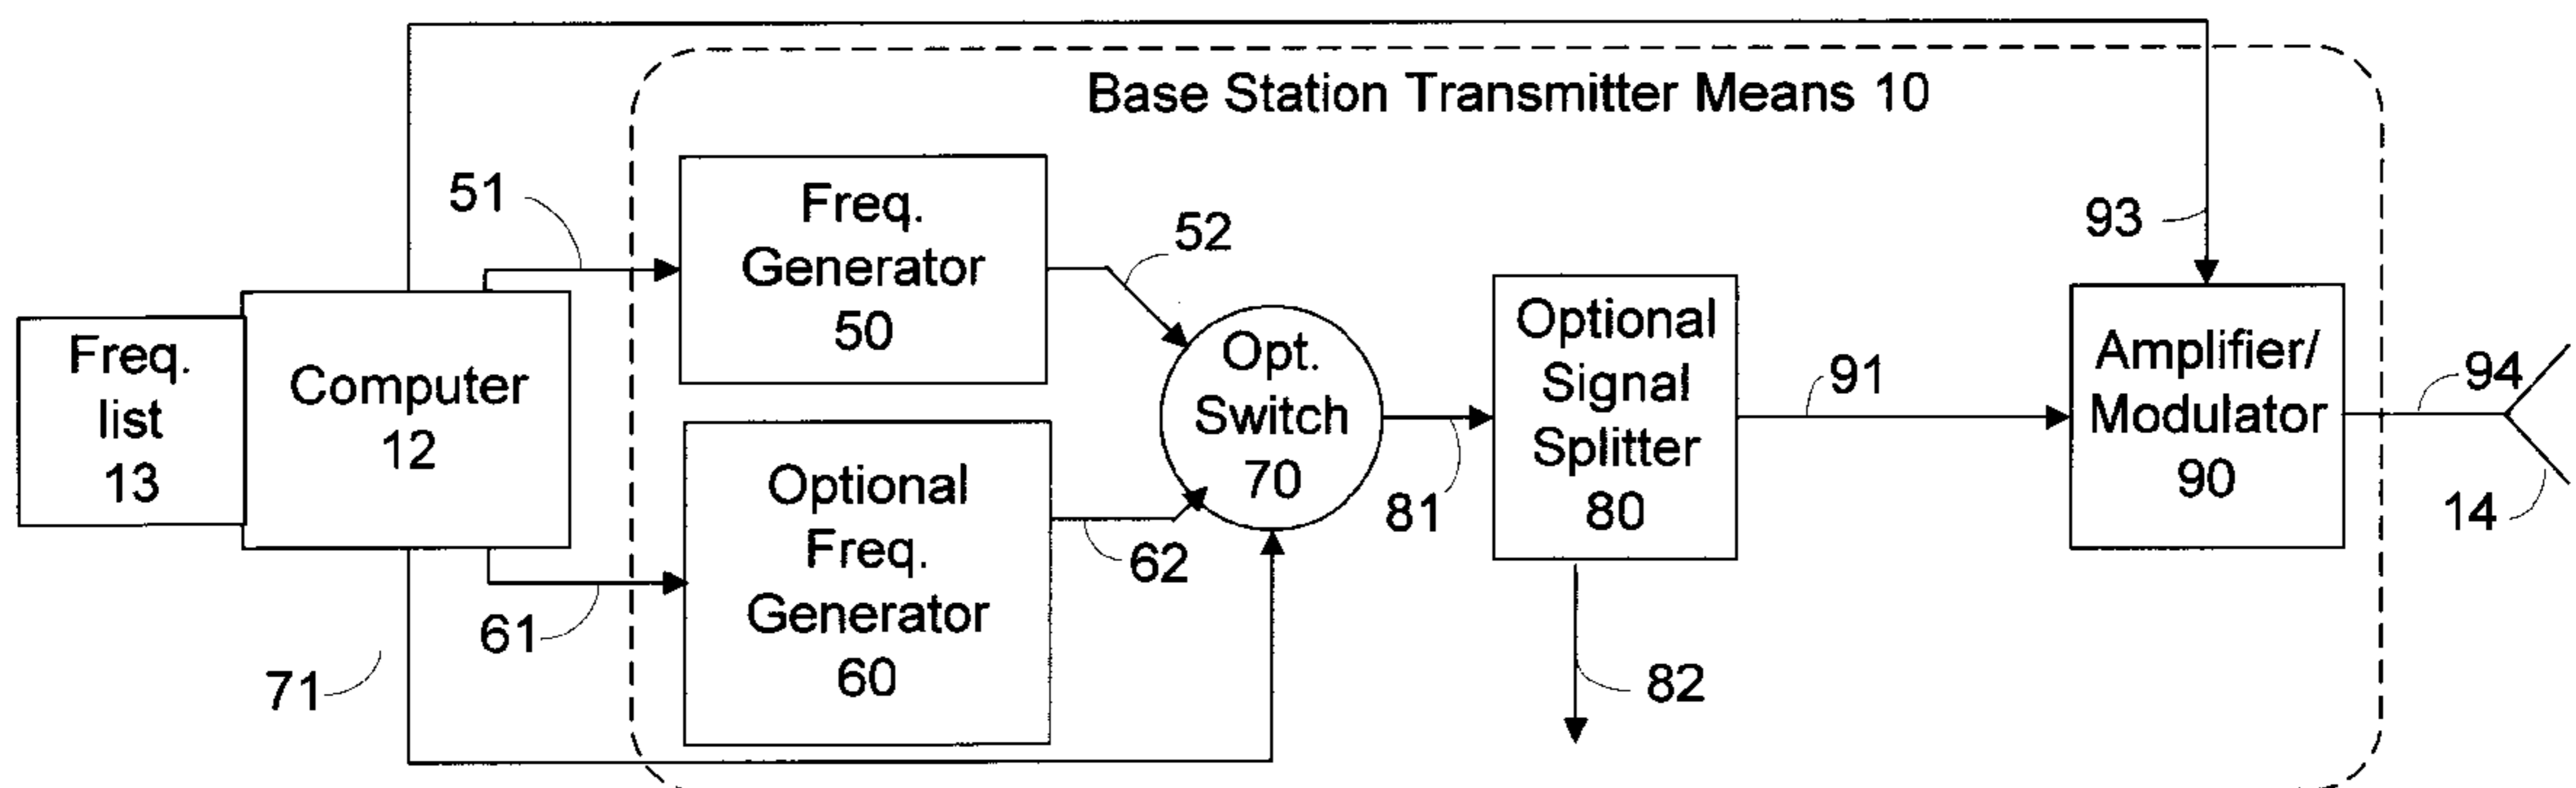 Base Station Transmitter Means 10
51
Freq.
Generator
50
52
93
Freq.
list
13
Computer
12
Opt.
Switch
70
Optional
Signal
Splitter
80
91
Amplifier/
Modulator
90
94
14
Optional
Freq.
Generator
60
62
81
61
71
82